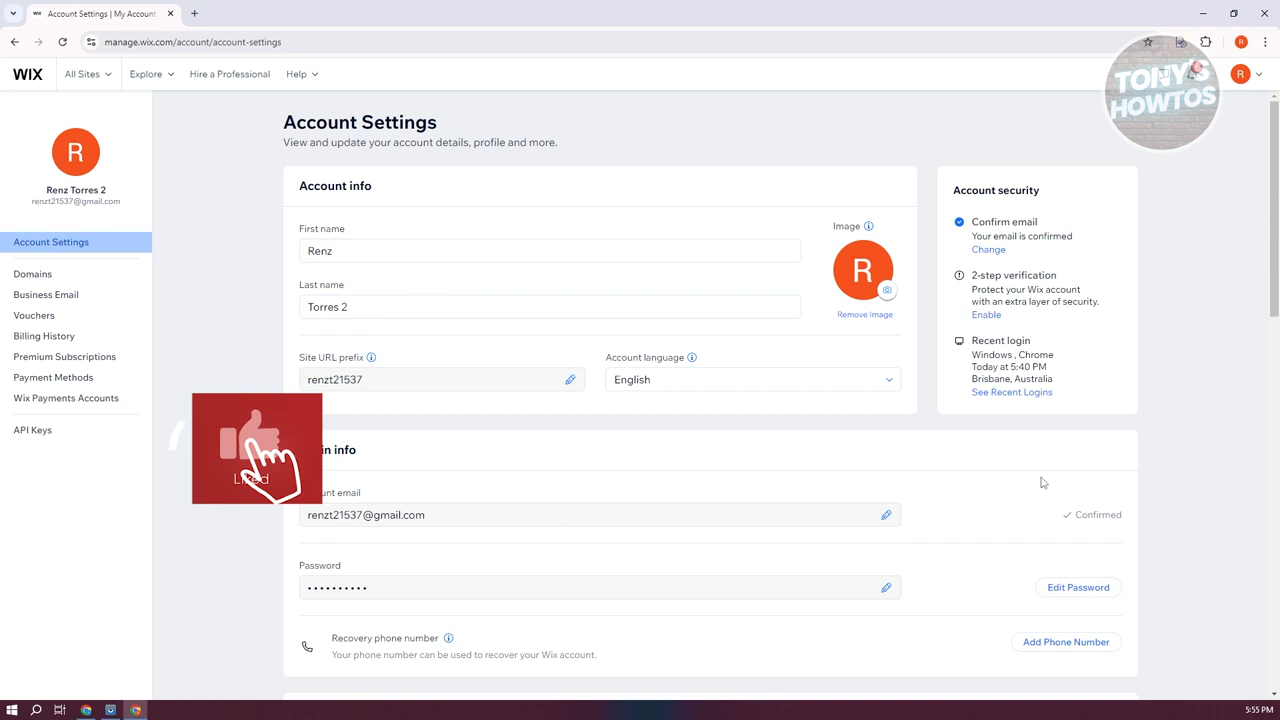 Account Settings | My Account
manage.wix.com/account/account-settings
WIX
All Sites
Explore
Hire a Professional
Help
R
TONY'S
HOWTOS
R
Renz Torres 2
renzt21537@gmail.com
Account Settings
Domains
Business Email
Vouchers
Billing History
Premium Subscriptions
Payment Methods
Wix Payments Accounts
API Keys
Account Settings
View and update your account details, profile and more.
Account info
First name
Renz
Last name
Torres 2
Image
R
Remove Image
Site URL prefix
renzt21537
Account language
English
Account security
Confirm email
Your email is confirmed
Change
2-step verification
Protect your Wix account
with an extra layer of security.
Enable
Recent login
Windows , Chrome
Today at 5:40 PM
Brisbane, Australia
See Recent Logins
Liked
in info
unt email
renzt21537@gmail.com
Confirmed
Password
Edit Password
Recovery phone number
Your phone number can be used to recover your Wix account.
Add Phone Number
5:55 PM